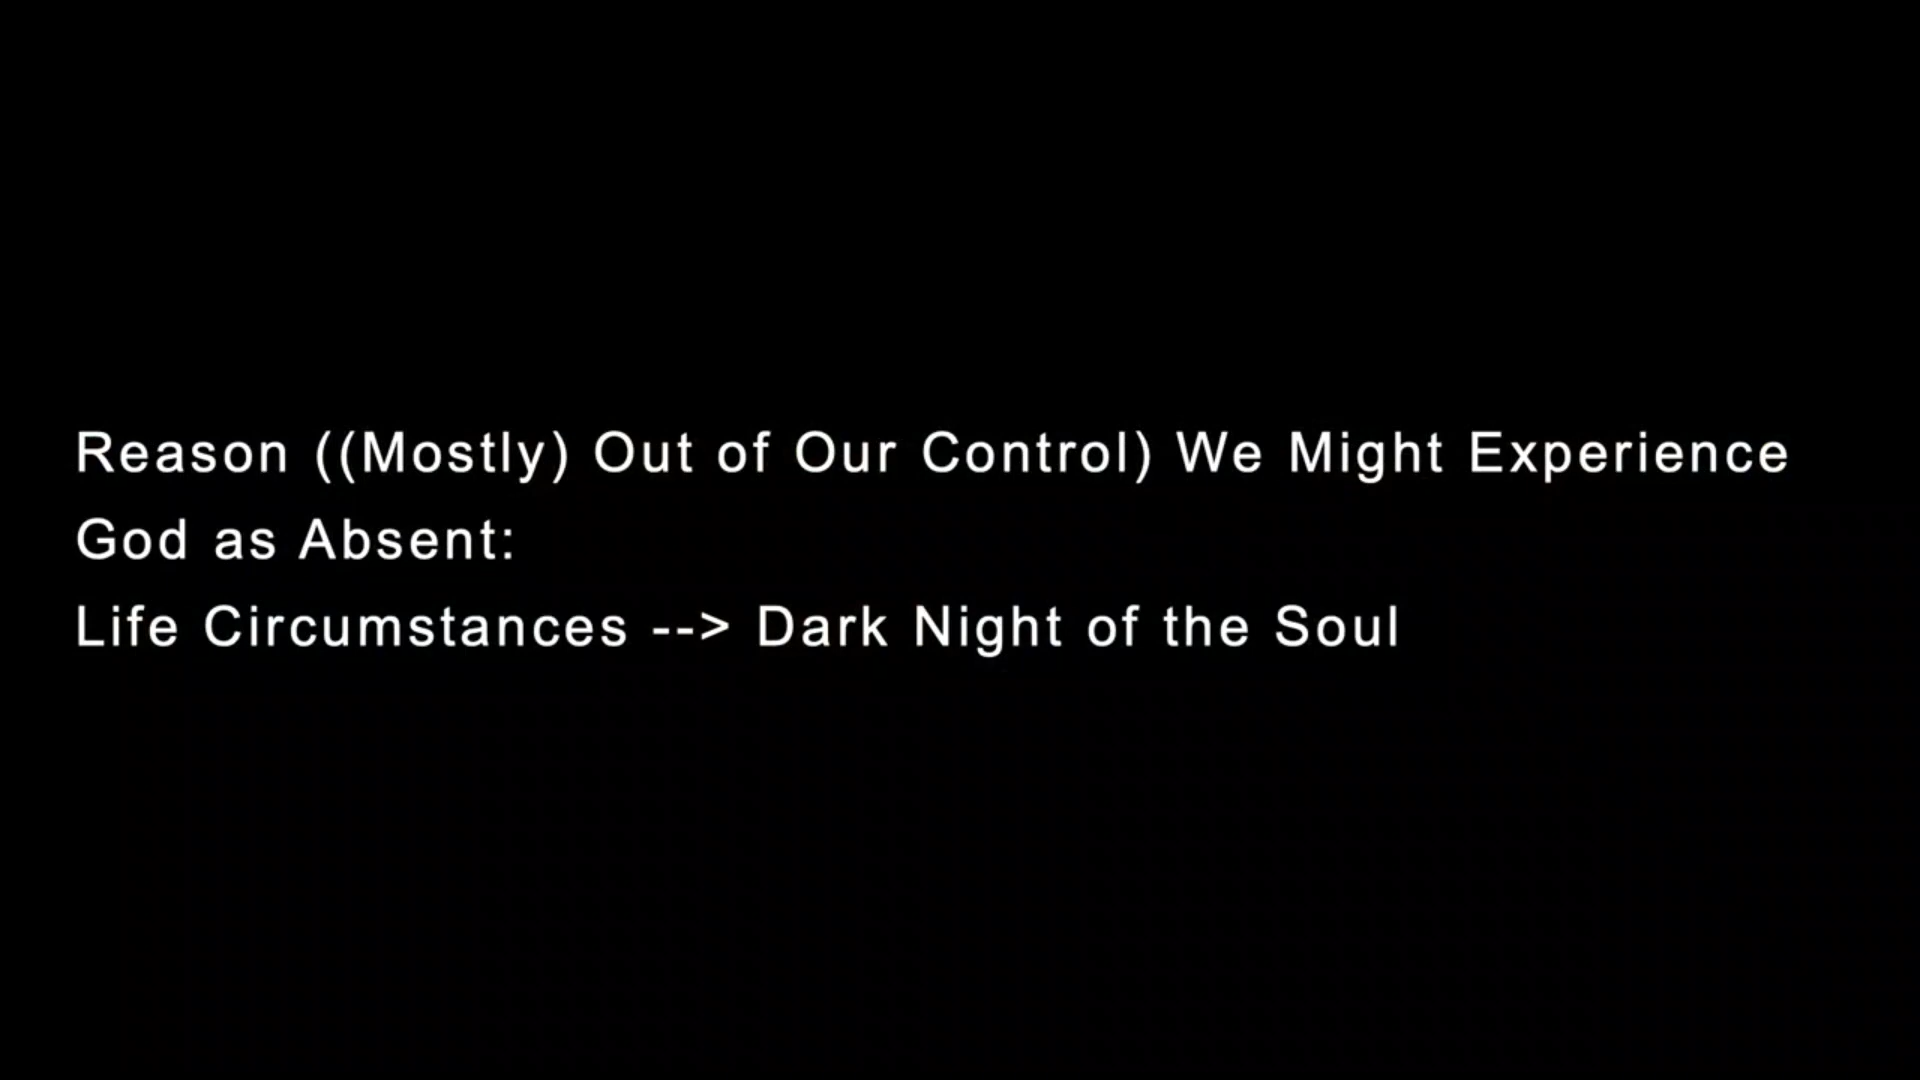 Reason ((Mostly) Out of Our Control) We Might Experience
God as Absent:
Life Circumstances --> Dark Night of the Soul